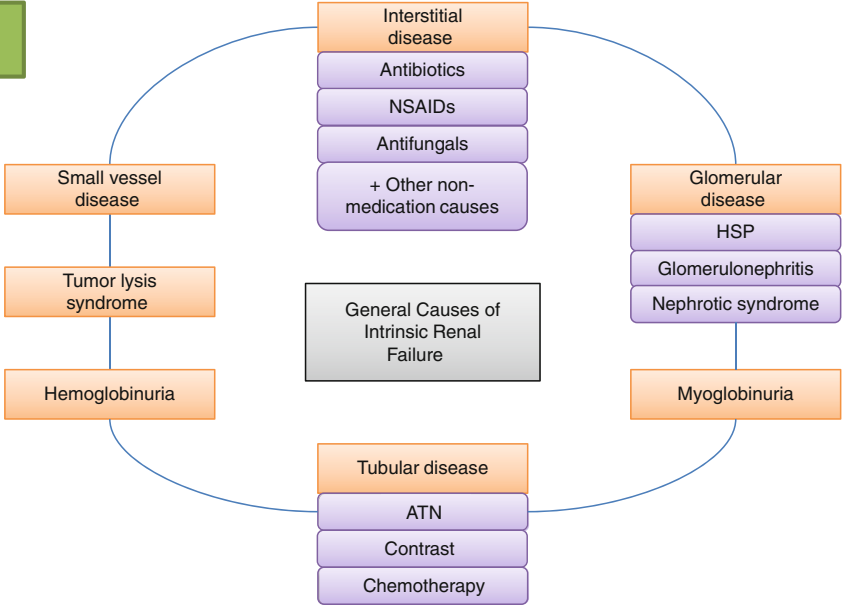 Interstitial
disease
Antibiotics
NSAIDs
Antifungals
+ Other non-
medication causes
Small vessel
disease
Tumor lysis
syndrome
Hemoglobinuria
General Causes of
Intrinsic Renal
Failure
Glomerular
disease
HSP
Glomerulonephritis
Nephrotic syndrome
Myoglobinuria
Tubular disease
ATN
Contrast
Chemotherapy